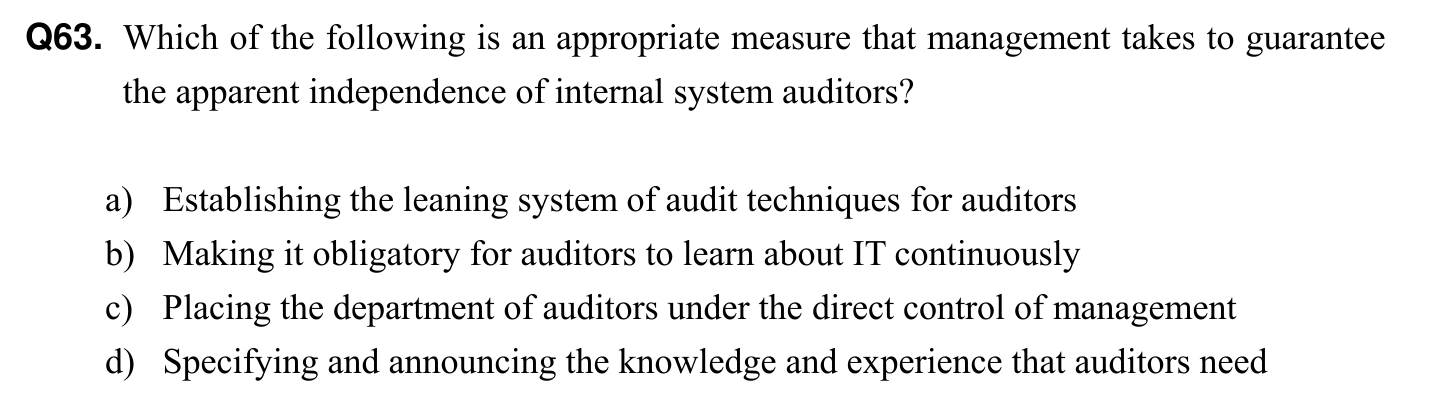 Q63. Which of the following is an appropriate measure that management takes to guarantee
the apparent independence of internal system auditors?
a) Establishing the leaning system of audit techniques for auditors
b) Making it obligatory for auditors to learn about IT continuously
c) Placing the department of auditors under the direct control of management
d) Specifying and announcing the knowledge and experience that auditors need